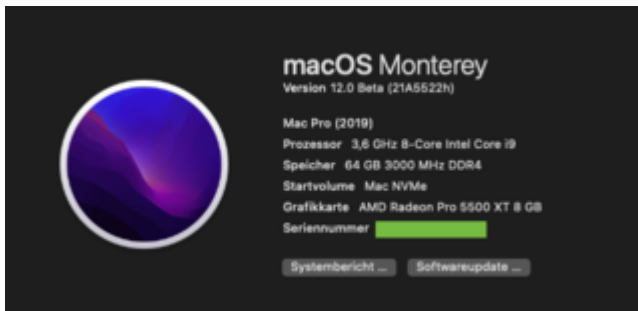 macOS Monterey
Version 12.0 Beta (21A5522h)
Mac Pro (2019)
Prozessor 3,6 GHz 8-Core Intel Core i9
Speicher 64 GB 3000 MHz DDR4
Startvolume Mac NVMe
Grafikkarte AMD Radeon Pro 5500 XT 8 GB
Seriennummer
Systembericht ... Softwareupdate ...